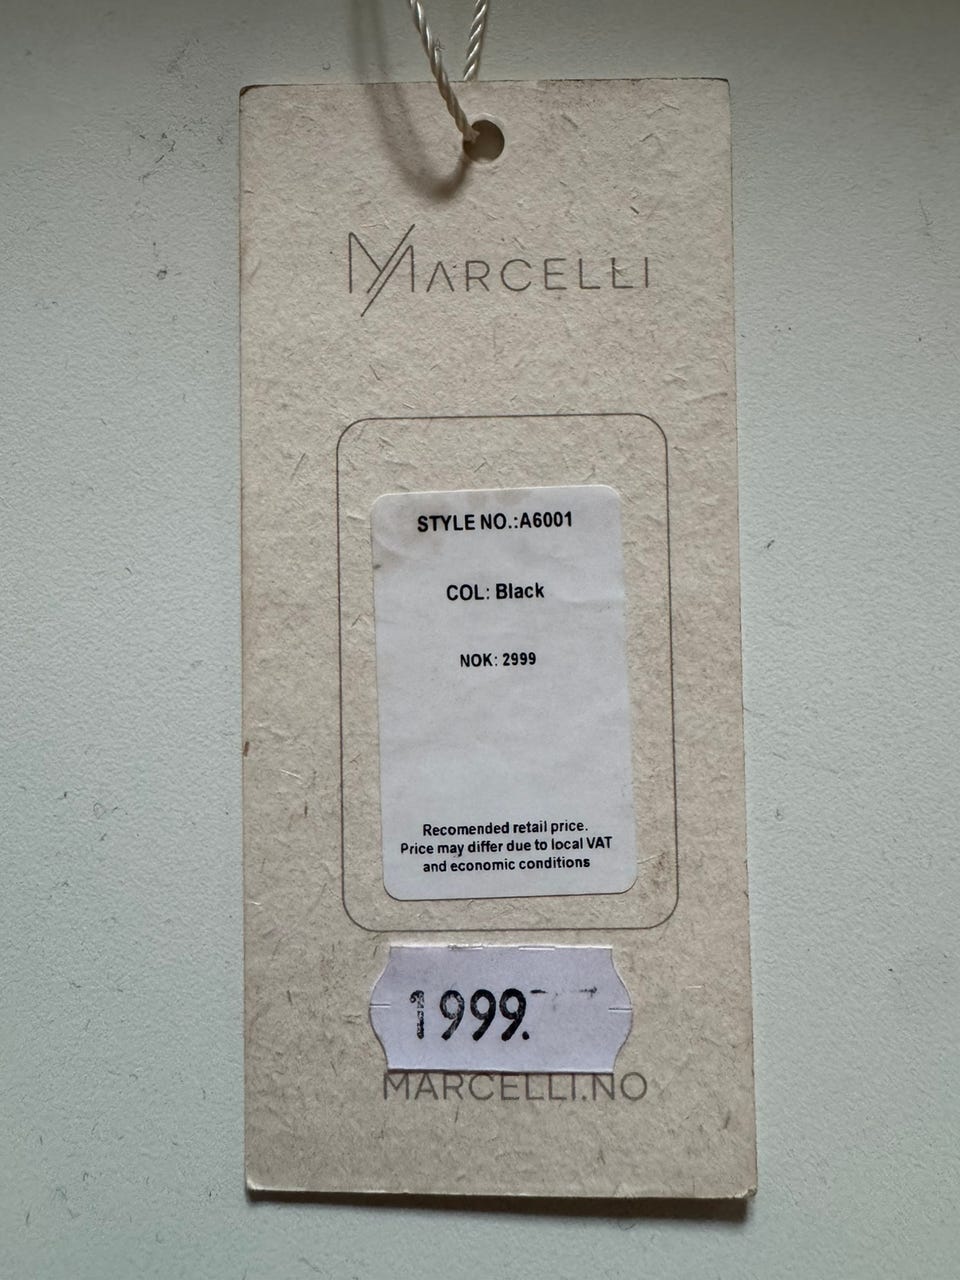 MARCELLI
STYLE NO.:A6001
COL: Black
NOK: 2999
Recomended retail price.
Price may differ due to local VAT
and economic conditions
1999.
MARCELLI.NO